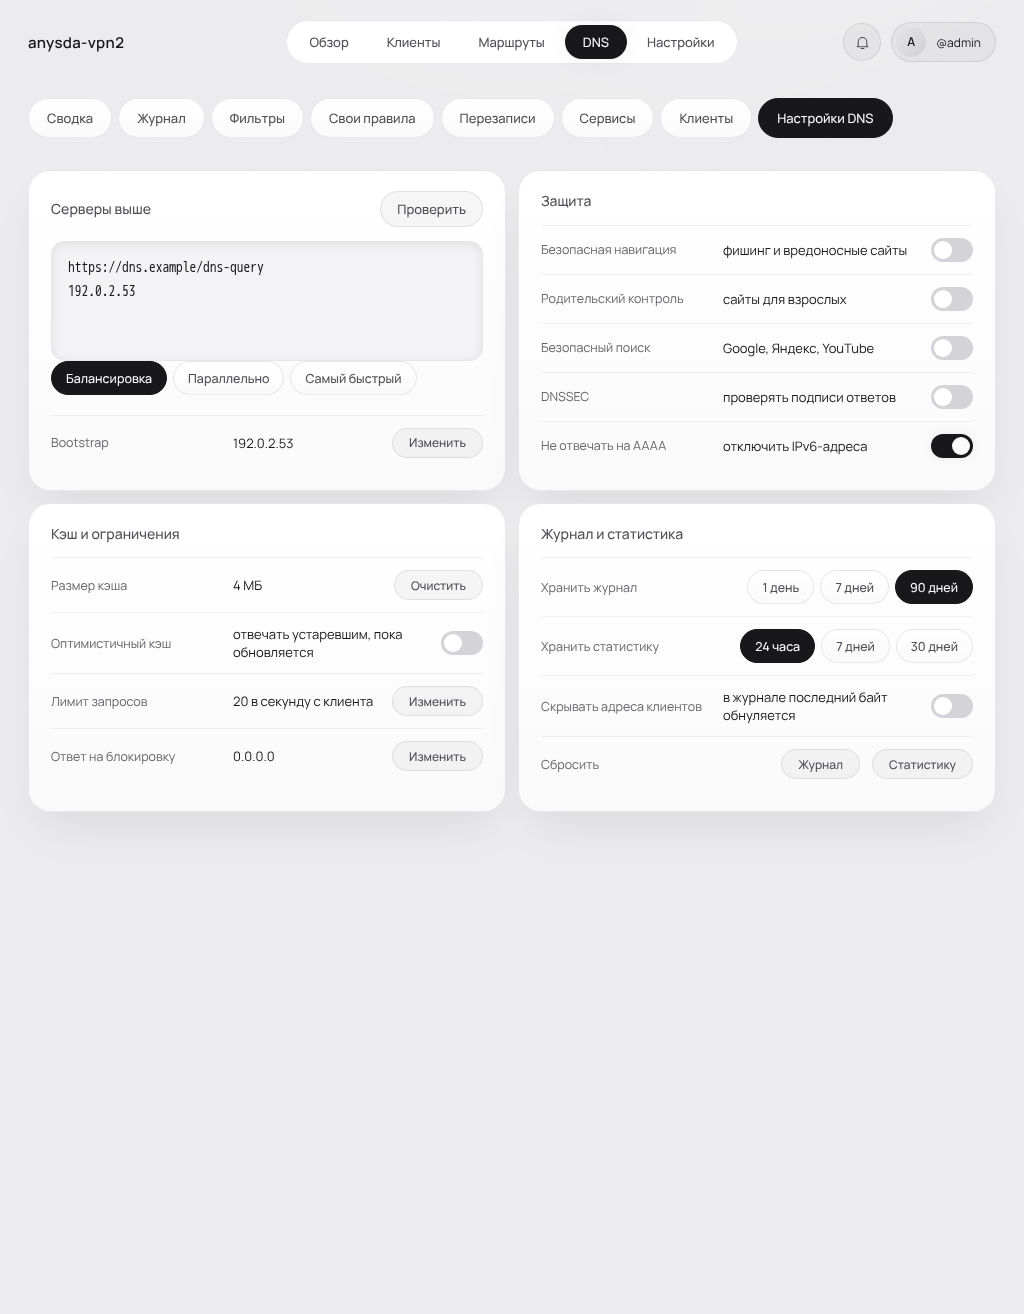 anysda-vpn2
Обзор
Клиенты
Маршруты
DNS
Настройки
A
@admin
Сводка
Журнал
Фильтры
Свои правила
Перезаписи
Сервисы
Клиенты
Настройки DNS
Серверы выше
Проверить
https://dns.example/dns-query
192.0.2.53
Балансировка
Параллельно
Самый быстрый
Bootstrap
192.0.2.53
Изменить
Защита
Безопасная навигация
фишинг и вредоносные сайты
Родительский контроль
сайты для взрослых
Безопасный поиск
Google, Яндекс, YouTube
DNSSEC
проверять подписи ответов
Не отвечать на AAAA
отключить IPv6-адреса
Кэш и ограничения
Размер кэша
4 МБ
Очистить
Оптимистичный кэш
отвечать устаревшим, пока
обновляется
Лимит запросов
20 в секунду с клиента
Изменить
Ответ на блокировку
0.0.0.0
Изменить
Журнал и статистика
Хранить журнал
1 день
7 дней
90 дней
Хранить статистику
24 часа
7 дней
30 дней
Скрывать адреса клиентов
в журнале последний байт
обнуляется
Сбросить
Журнал
Статистику